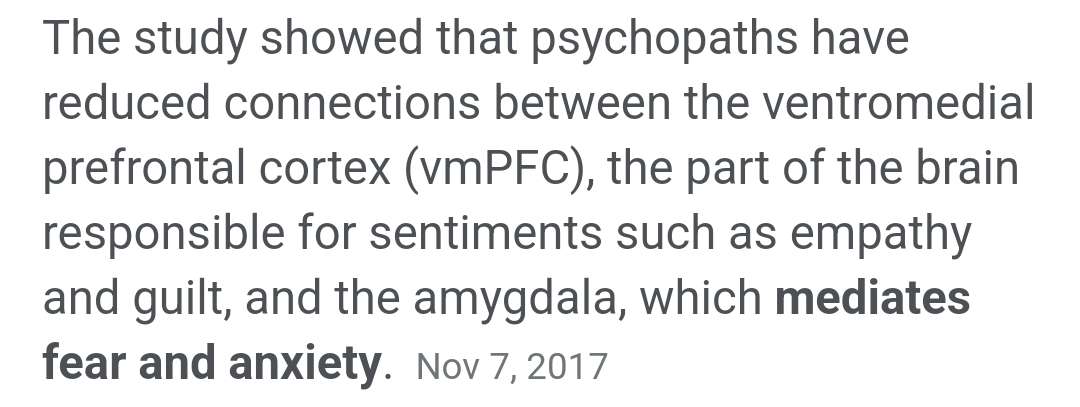 The study showed that psychopaths have
reduced connections between the ventromedial
prefrontal cortex (vmPFC), the part of the brain
responsible for sentiments such as empathy
and guilt, and the amygdala, which mediates
fear and anxiety. Nov 7, 2017